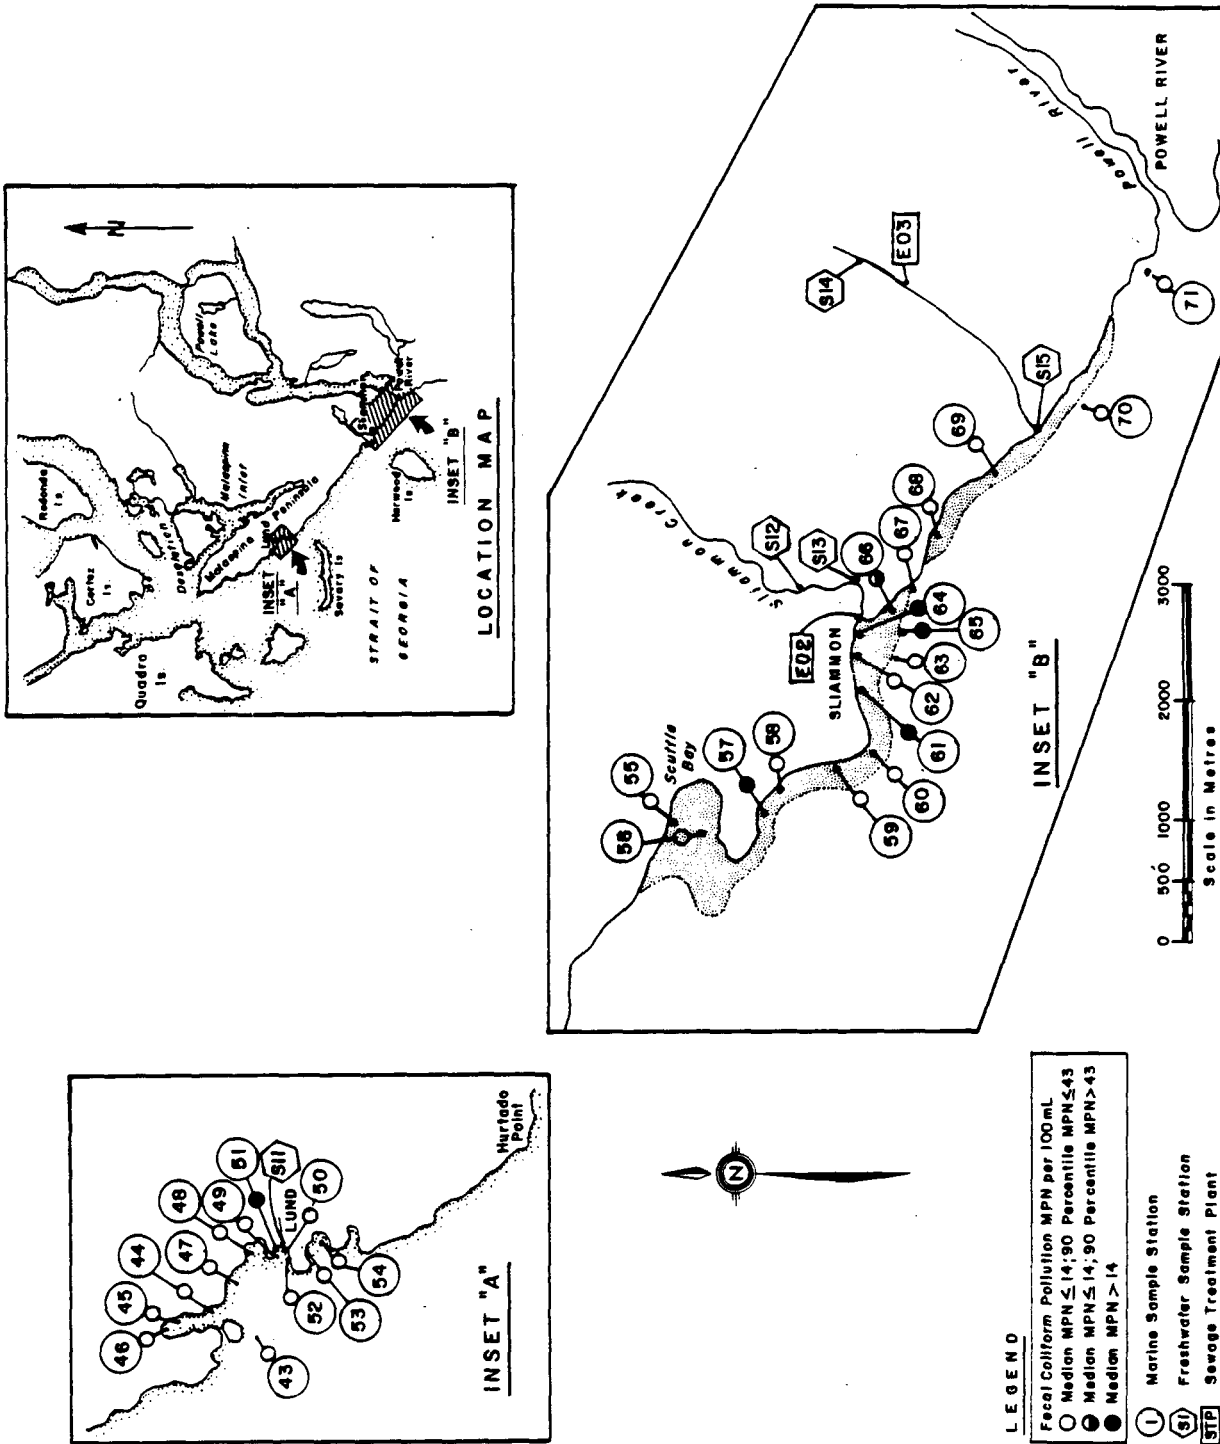 Redonda
Is.
Cortez
Is.
Quadra
Is.
Desolation
Malaspina
Inlet
Malaspina Peninsula
Lund
Powell
Lake
N
Sliammon
Powell
River
INSET
"A"
Savary Is
Harwood
Is.
INSET "B"
STRAIT OF
GEORGIA
LOCATION MAP
46
45
44
47
48
49
51
S11
LUND
50
43
52
53
54
Hurtado
Point
INSET "A"
N
Powell River
POWELL RIVER
S14
E03
S15
71
70
69
68
67
66
S13
S12
Sliammon Creek
E02
SLIAMMON
64
65
63
62
61
60
59
58
57
Scuttle
Bay
55
56
INSET "B"
0 500 1000 2000 3000
Scale in Metres
LEGEND
Fecal Coliform Pollution MPN per 100mL
Median MPN ≤ 14; 90 Percentile MPN ≤ 43
Median MPN ≤ 14; 90 Percentile MPN > 43
Median MPN > 14
1 Marine Sample Station
S1 Freshwater Sample Station
STP Sewage Treatment Plant